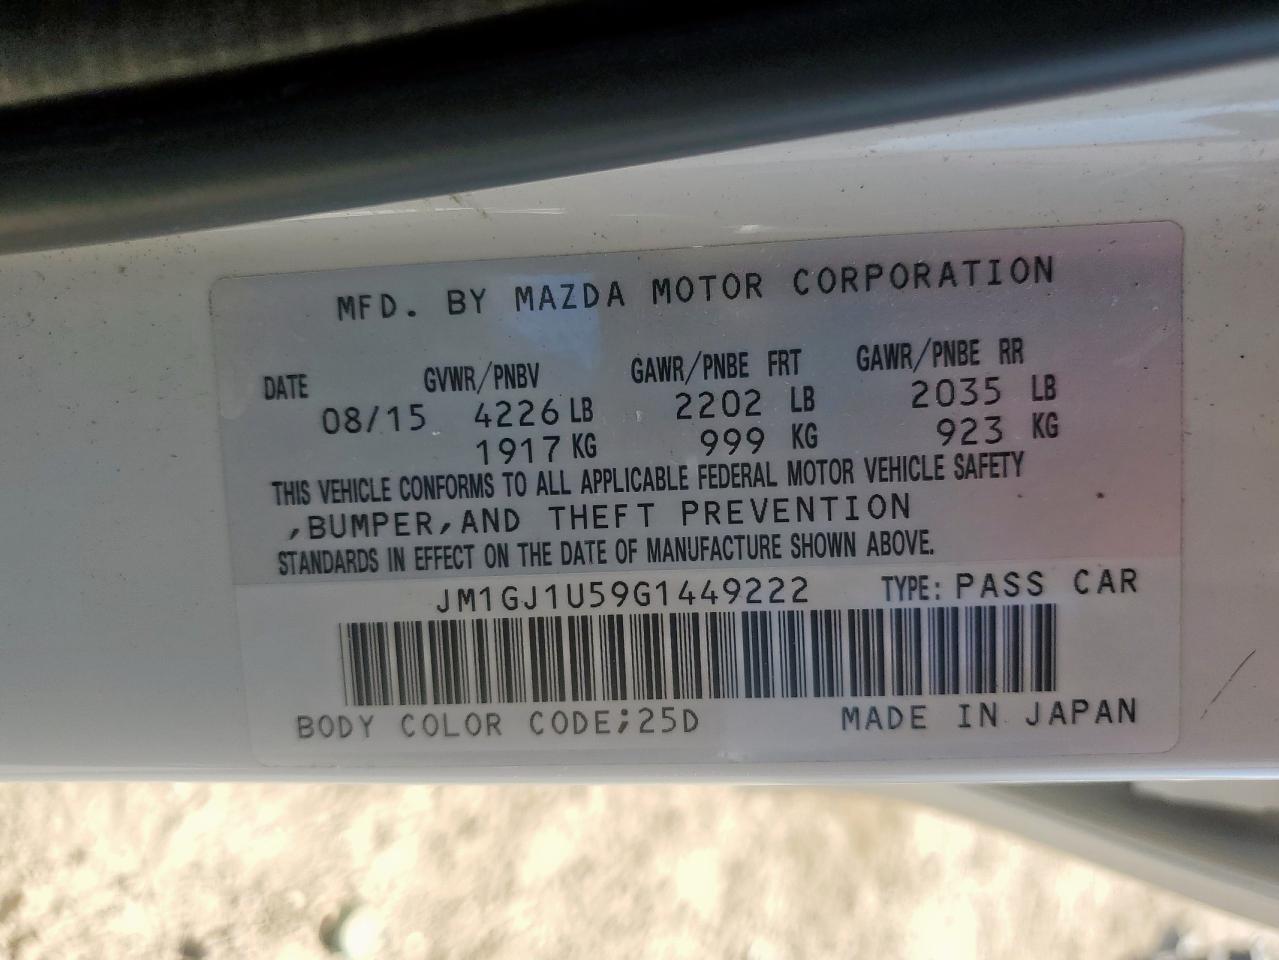 MFD. BY MAZDA MOTOR CORPORATION
DATE GVWR/PNBV GAWR/PNBE FRT GAWR/PNBE RR
08/15 4226 LB 2202 LB 2035 LB
1917 KG 999 KG 923 KG
THIS VEHICLE CONFORMS TO ALL APPLICABLE FEDERAL MOTOR VEHICLE SAFETY
,BUMPER,AND THEFT PREVENTION
STANDARDS IN EFFECT ON THE DATE OF MANUFACTURE SHOWN ABOVE.
JM1GJ1U59G1449222 TYPE: PASS CAR
BODY COLOR CODE;25D MADE IN JAPAN